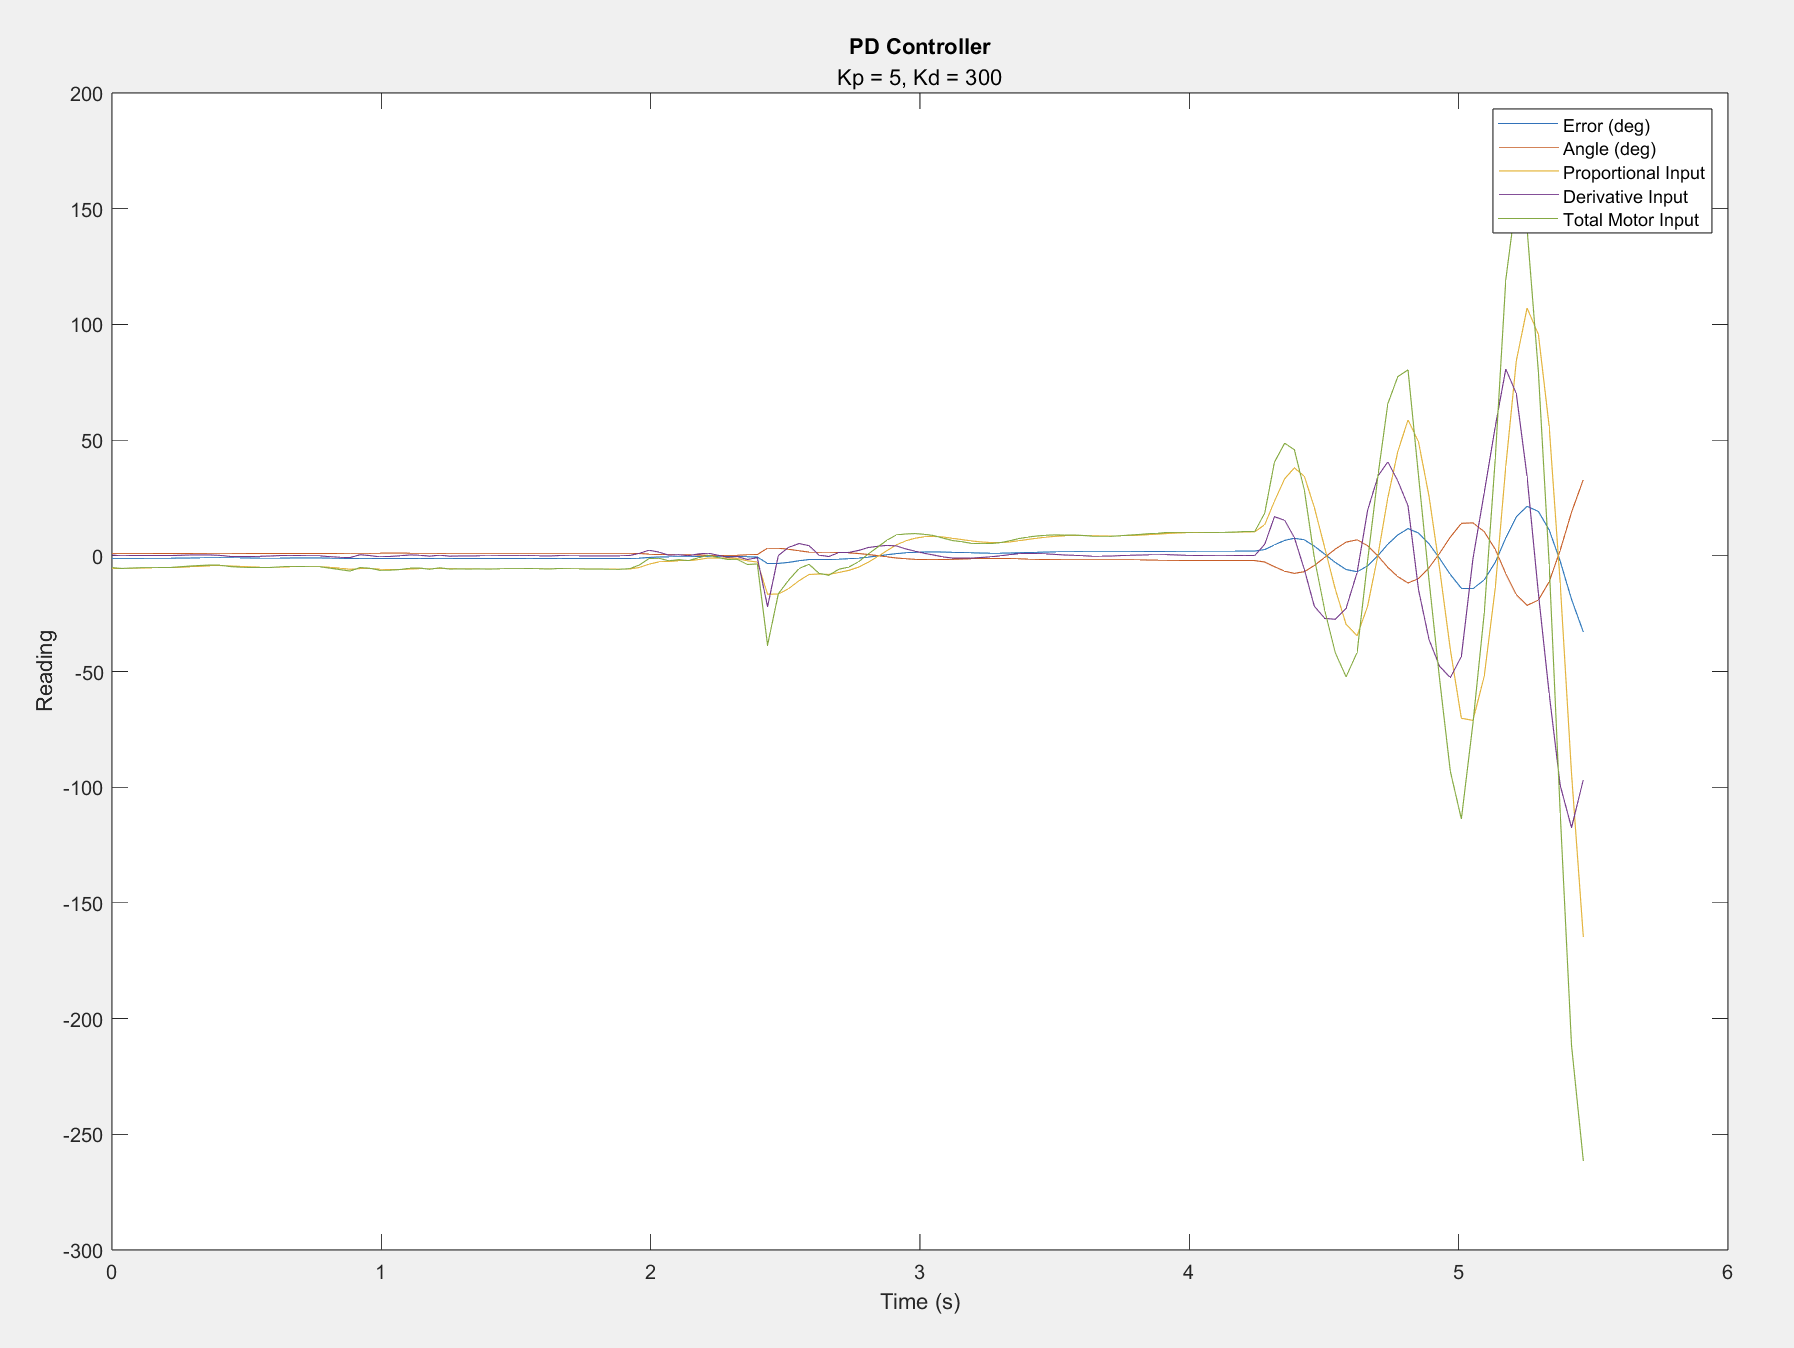 PD Controller
Kp = 5, Kd = 300
200
150
100
50
0
-50
-100
-150
-200
-250
-300
Reading
0 1 2 3 4 5 6
Time (s)
Error (deg)
Angle (deg)
Proportional Input
Derivative Input
Total Motor Input